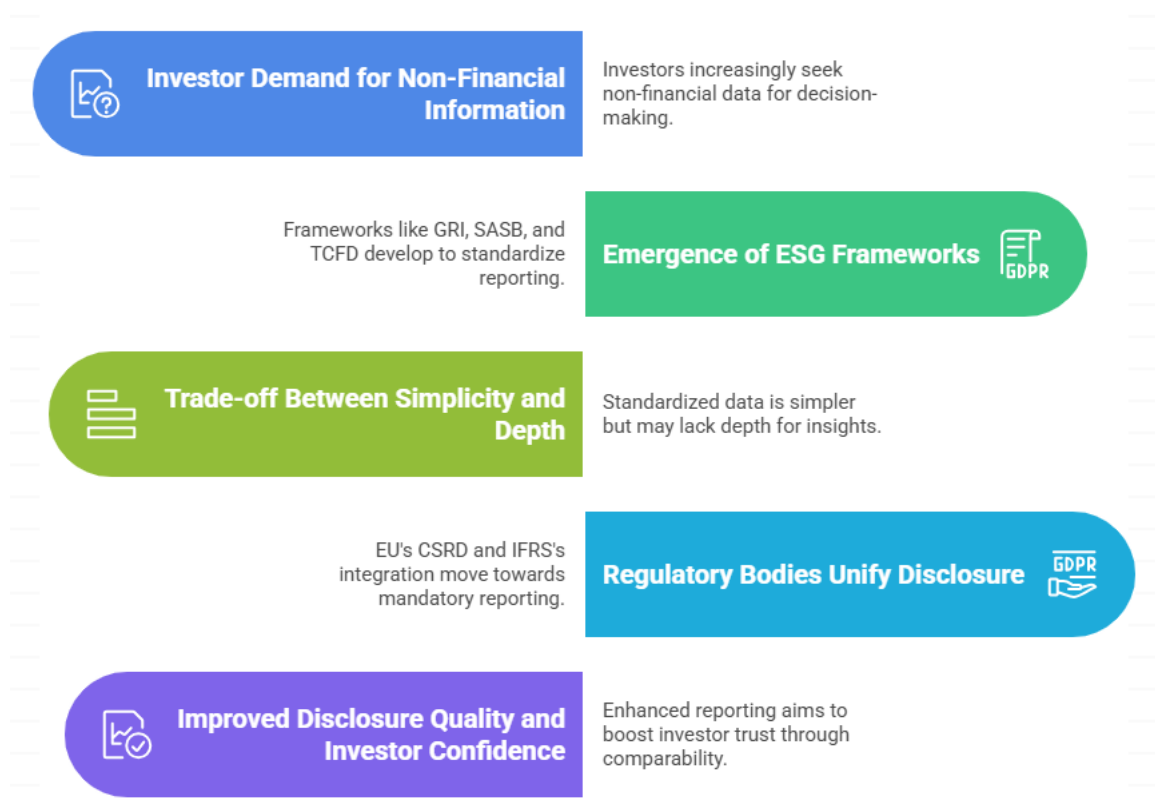 Investor Demand for Non-Financial
Information
Investors increasingly seek
non-financial data for decision-
making.
Frameworks like GRI, SASB, and
TCFD develop to standardize
reporting.
Emergence of ESG Frameworks
GDPR
Trade-off Between Simplicity and
Depth
Standardized data is simpler
but may lack depth for insights.
EU's CSRD and IFRS's
integration move towards
mandatory reporting.
Regulatory Bodies Unify Disclosure
GDPR
Improved Disclosure Quality and
Investor Confidence
Enhanced reporting aims to
boost investor trust through
comparability.